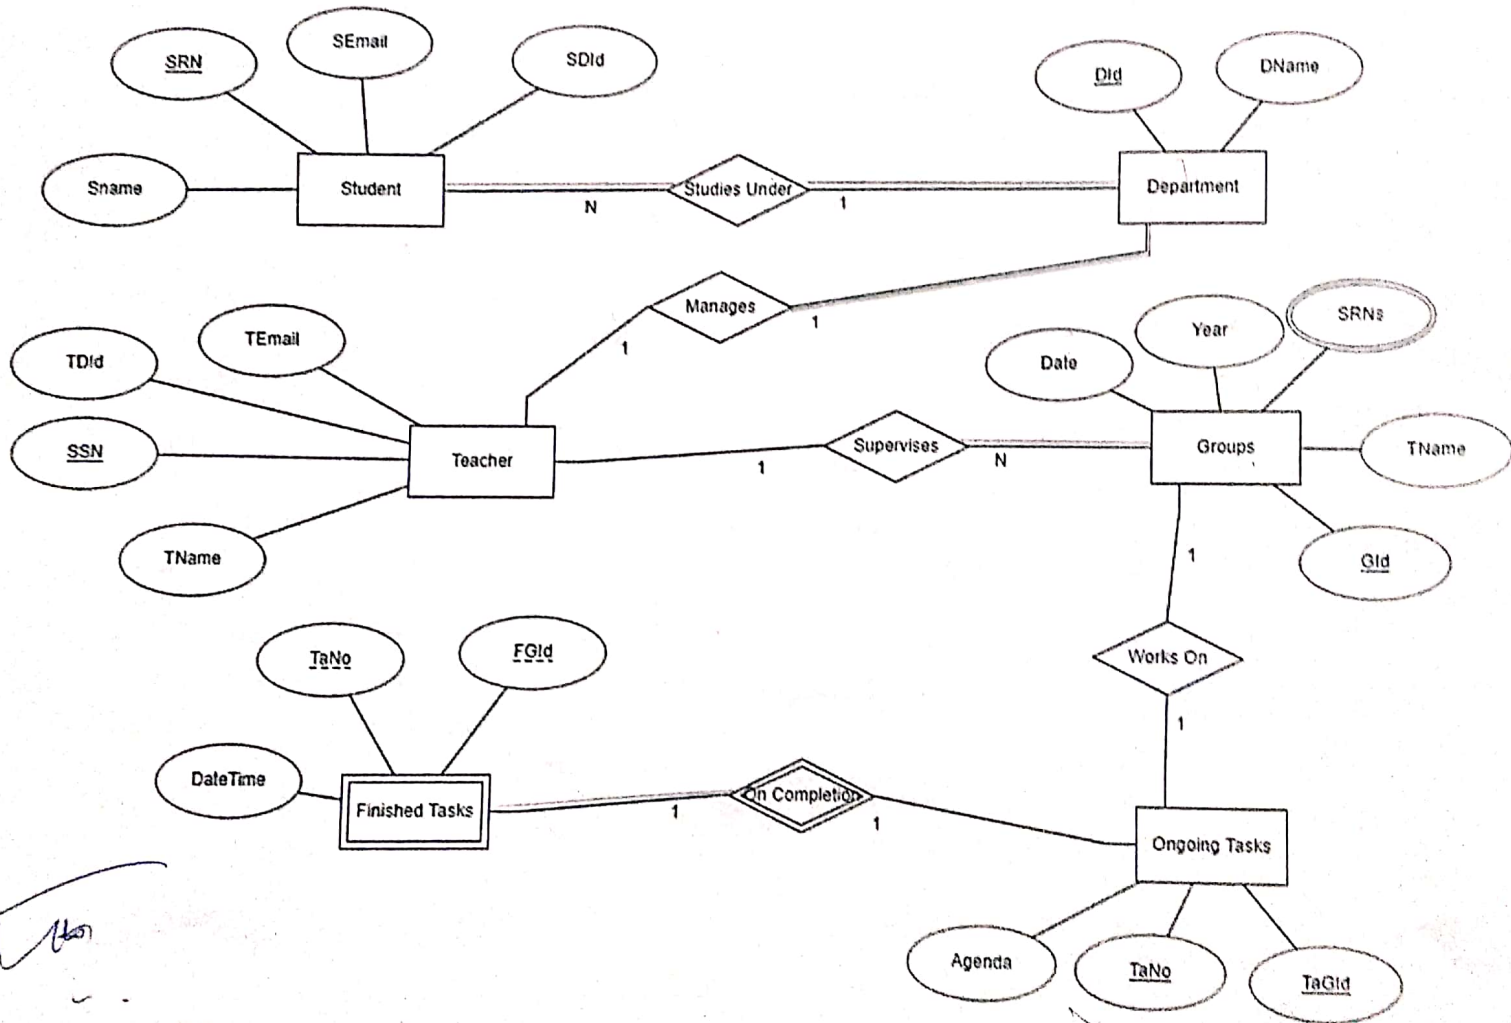 SRN
SEmail
SDId
Sname
Student
N
Studies Under
1
DId
DName
Department
Manages
1
1
TEmail
TDId
SSN
TName
Teacher
1
Supervises
N
Date
Year
SRNs
Groups
TName
GId
1
Works On
1
TaNo
FGId
DateTime
Finished Tasks
1
On Completion
1
Ongoing Tasks
Agenda
TaNo
TaGId